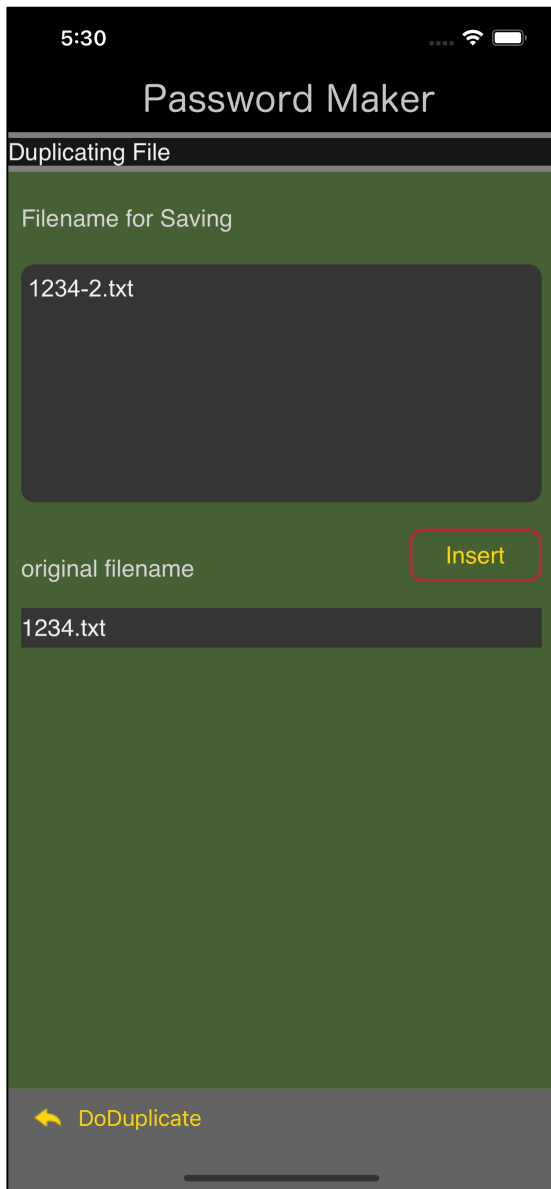 5:30
Password Maker
Duplicating File
Filename for Saving
1234-2.txt
Insert
original filename
1234.txt
DoDuplicate